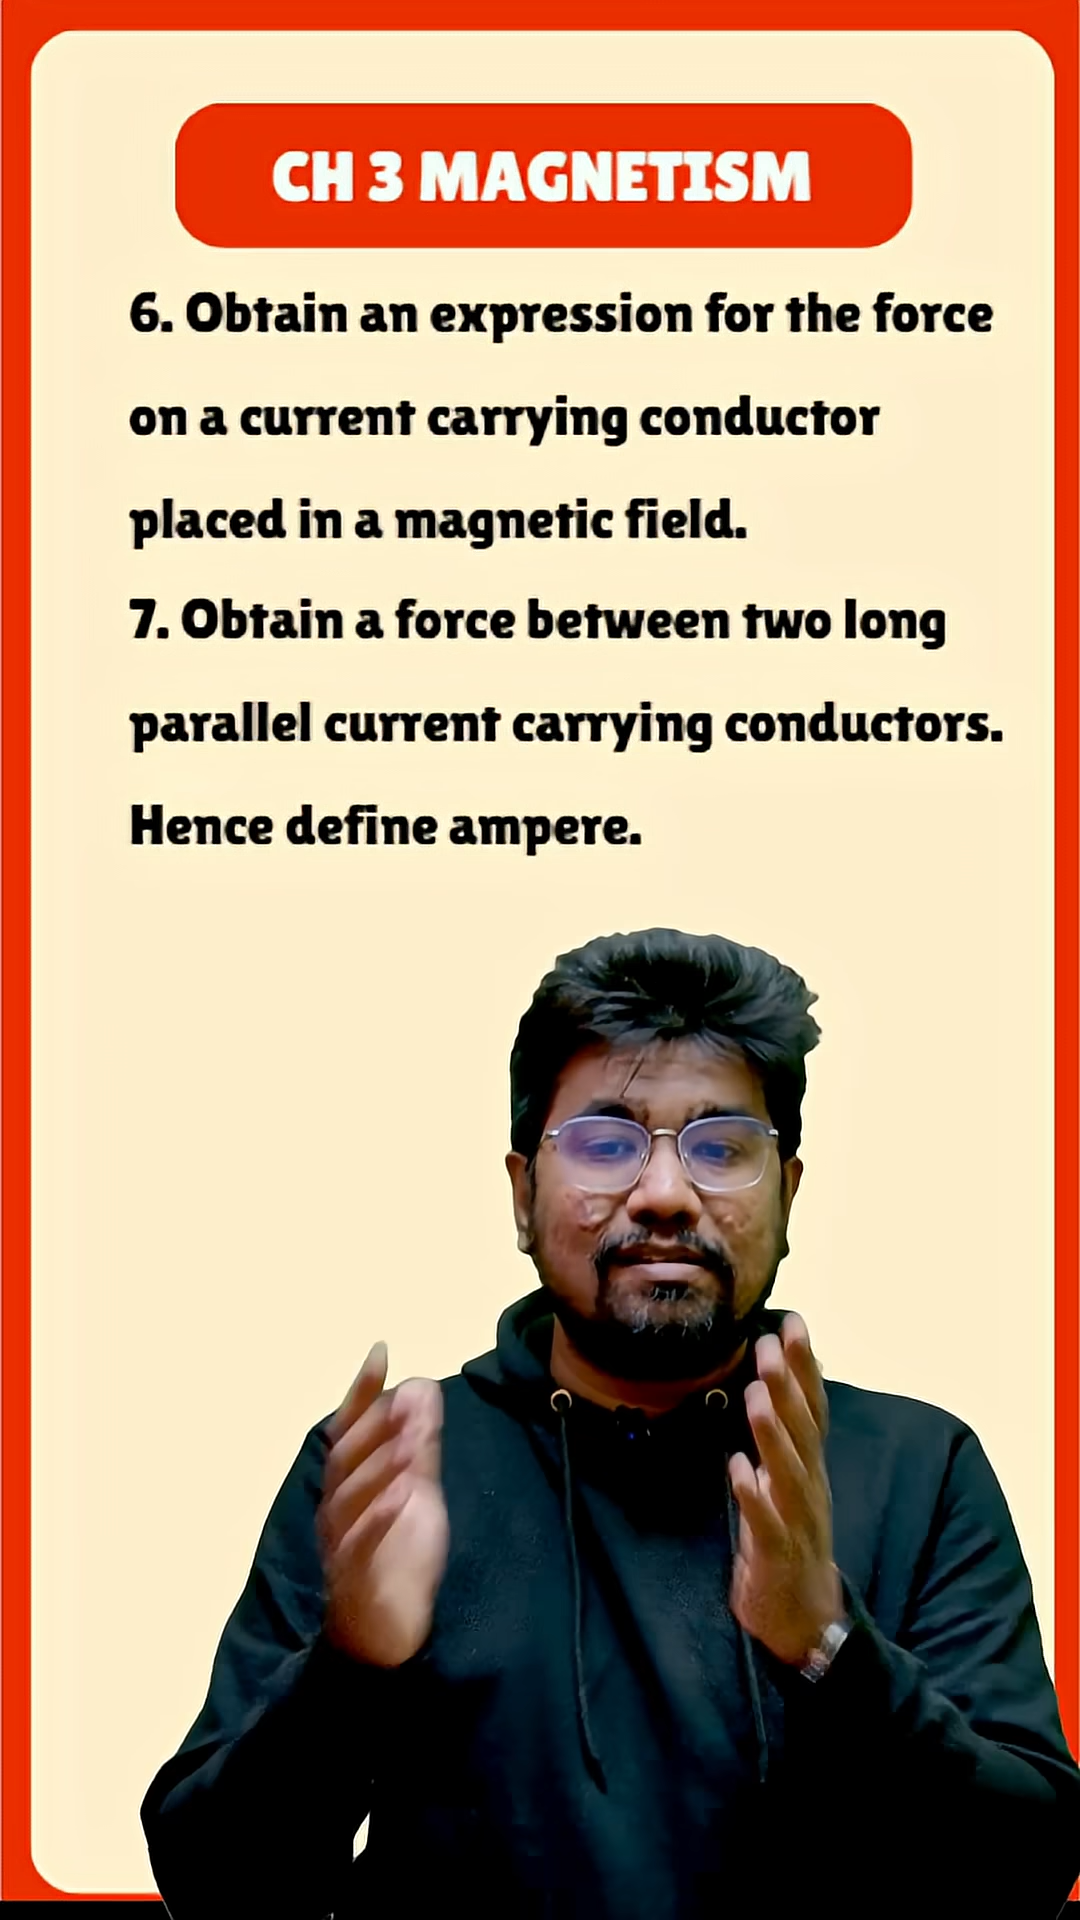 CH 3 MAGNETISM
6. Obtain an expression for the force
on a current carrying conductor
placed in a magnetic field.
7. Obtain a force between two long
parallel current carrying conductors.
Hence define ampere.